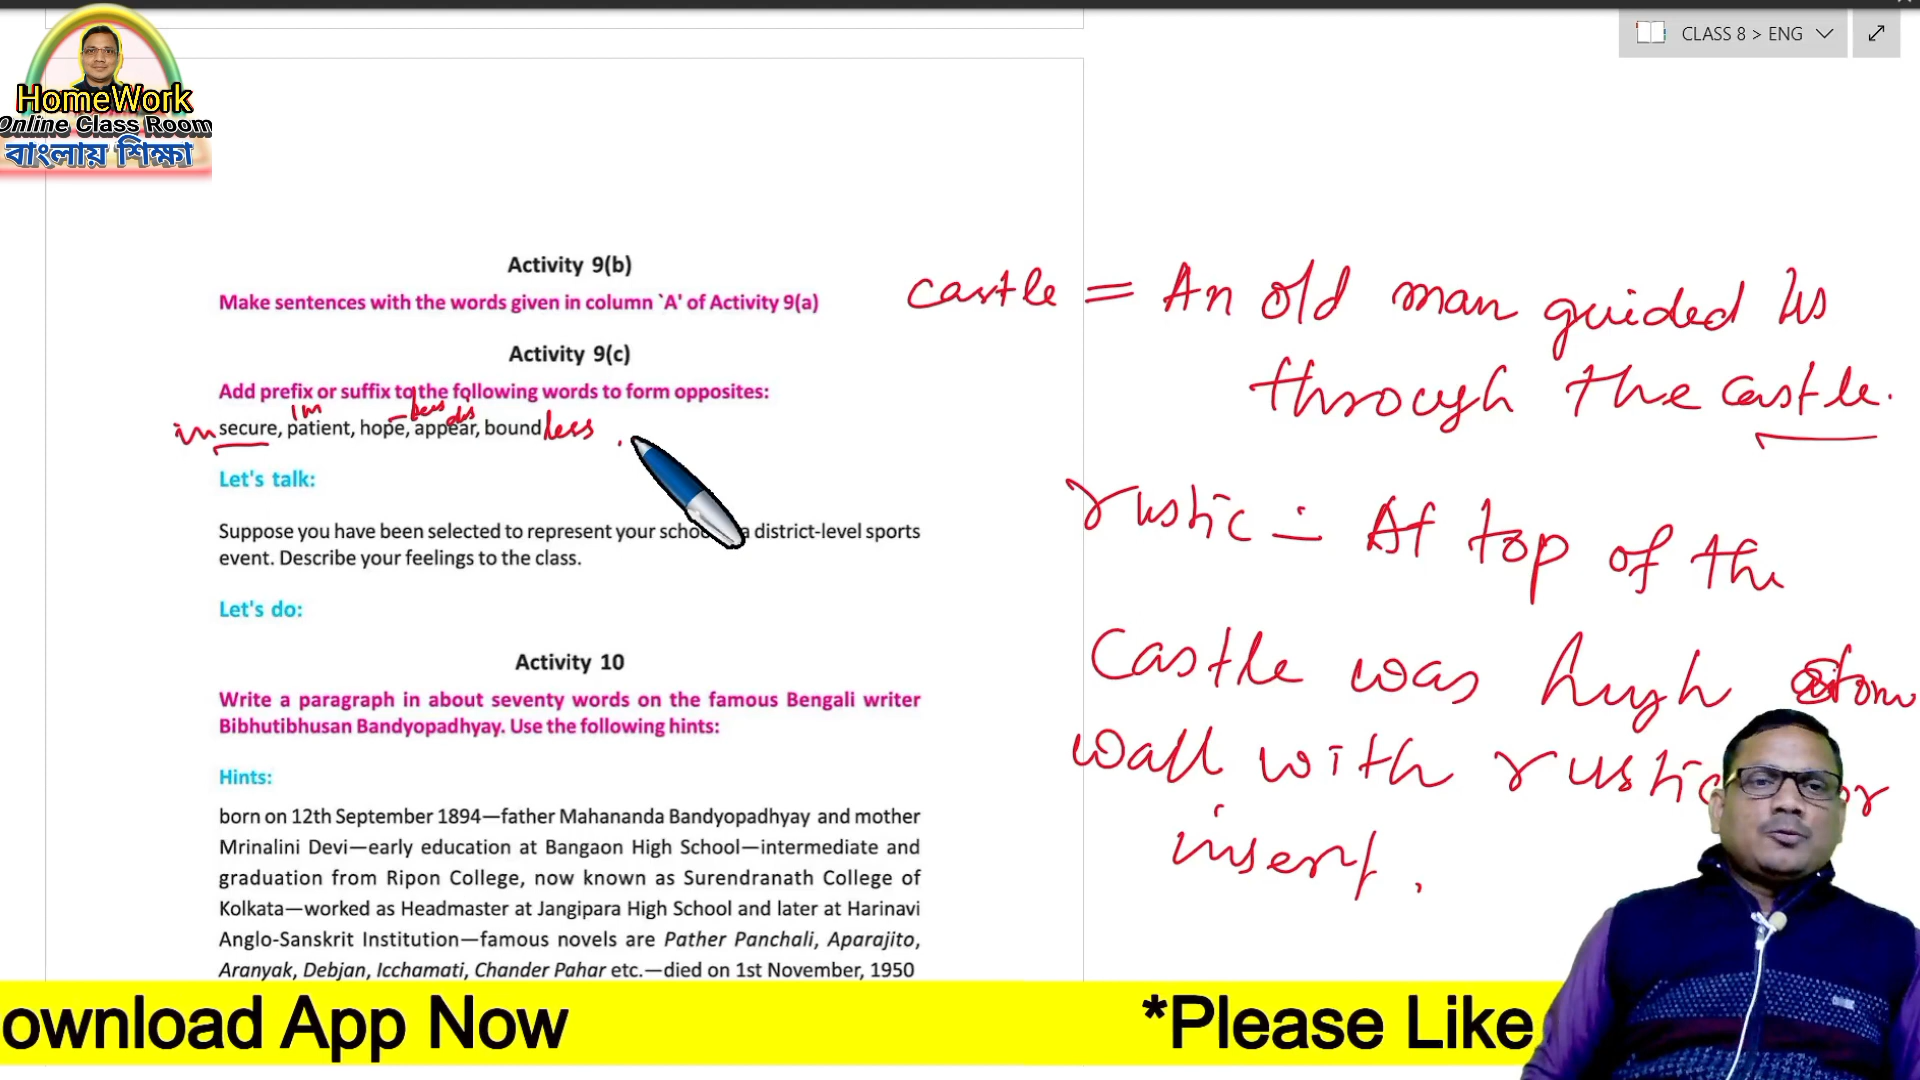 CLASS 8 > ENG
HomeWork
Online Class Room
বাংলায় শিক্ষা
Activity 9(b)
Make sentences with the words given in column `A' of Activity 9(a)
Activity 9(c)
Add prefix or suffix to the following words to form opposites:
im less dis
in secure, patient, hope, appear, bound less
Let's talk:
Suppose you have been selected to represent your schoo a district-level sports
event. Describe your feelings to the class.
Let's do:
Activity 10
Write a paragraph in about seventy words on the famous Bengali writer
Bibhutibhusan Bandyopadhyay. Use the following hints:
Hints:
born on 12th September 1894—father Mahananda Bandyopadhyay and mother
Mrinalini Devi—early education at Bangaon High School—intermediate and
graduation from Ripon College, now known as Surendranath College of
Kolkata—worked as Headmaster at Jangipara High School and later at Harinavi
Anglo-Sanskrit Institution—famous novels are Pather Panchali, Aparajito,
Aranyak, Debjan, Icchamati, Chander Pahar etc.—died on 1st November, 1950
castle = An old man guided us
through the castle.
rustic = At top of the
castle was high
wall with rustic
insert.
ownload App Now
*Please Like